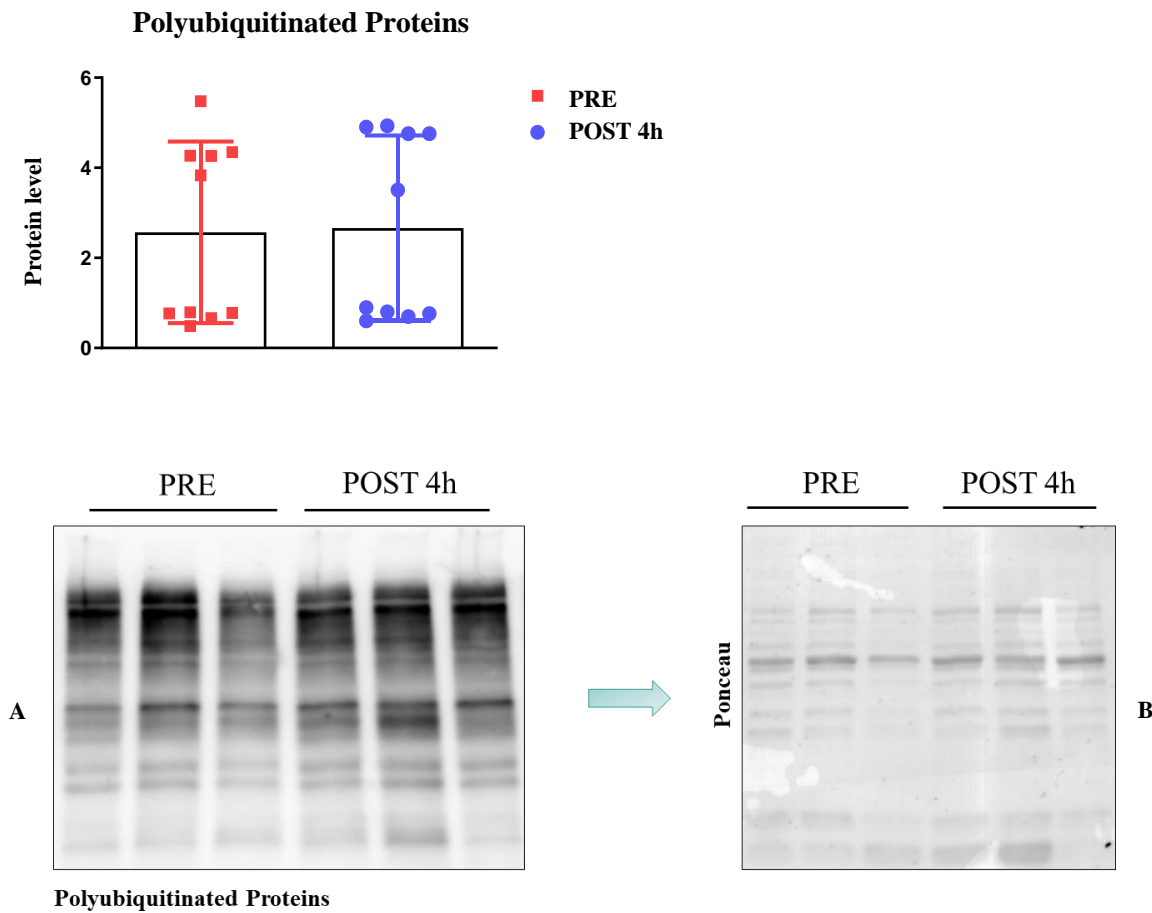 Polyubiquitinated Proteins
6
4
2
0
Protein level
PRE
POST 4h
PRE
POST 4h
A
Polyubiquitinated Proteins
PRE
POST 4h
Ponceau
B